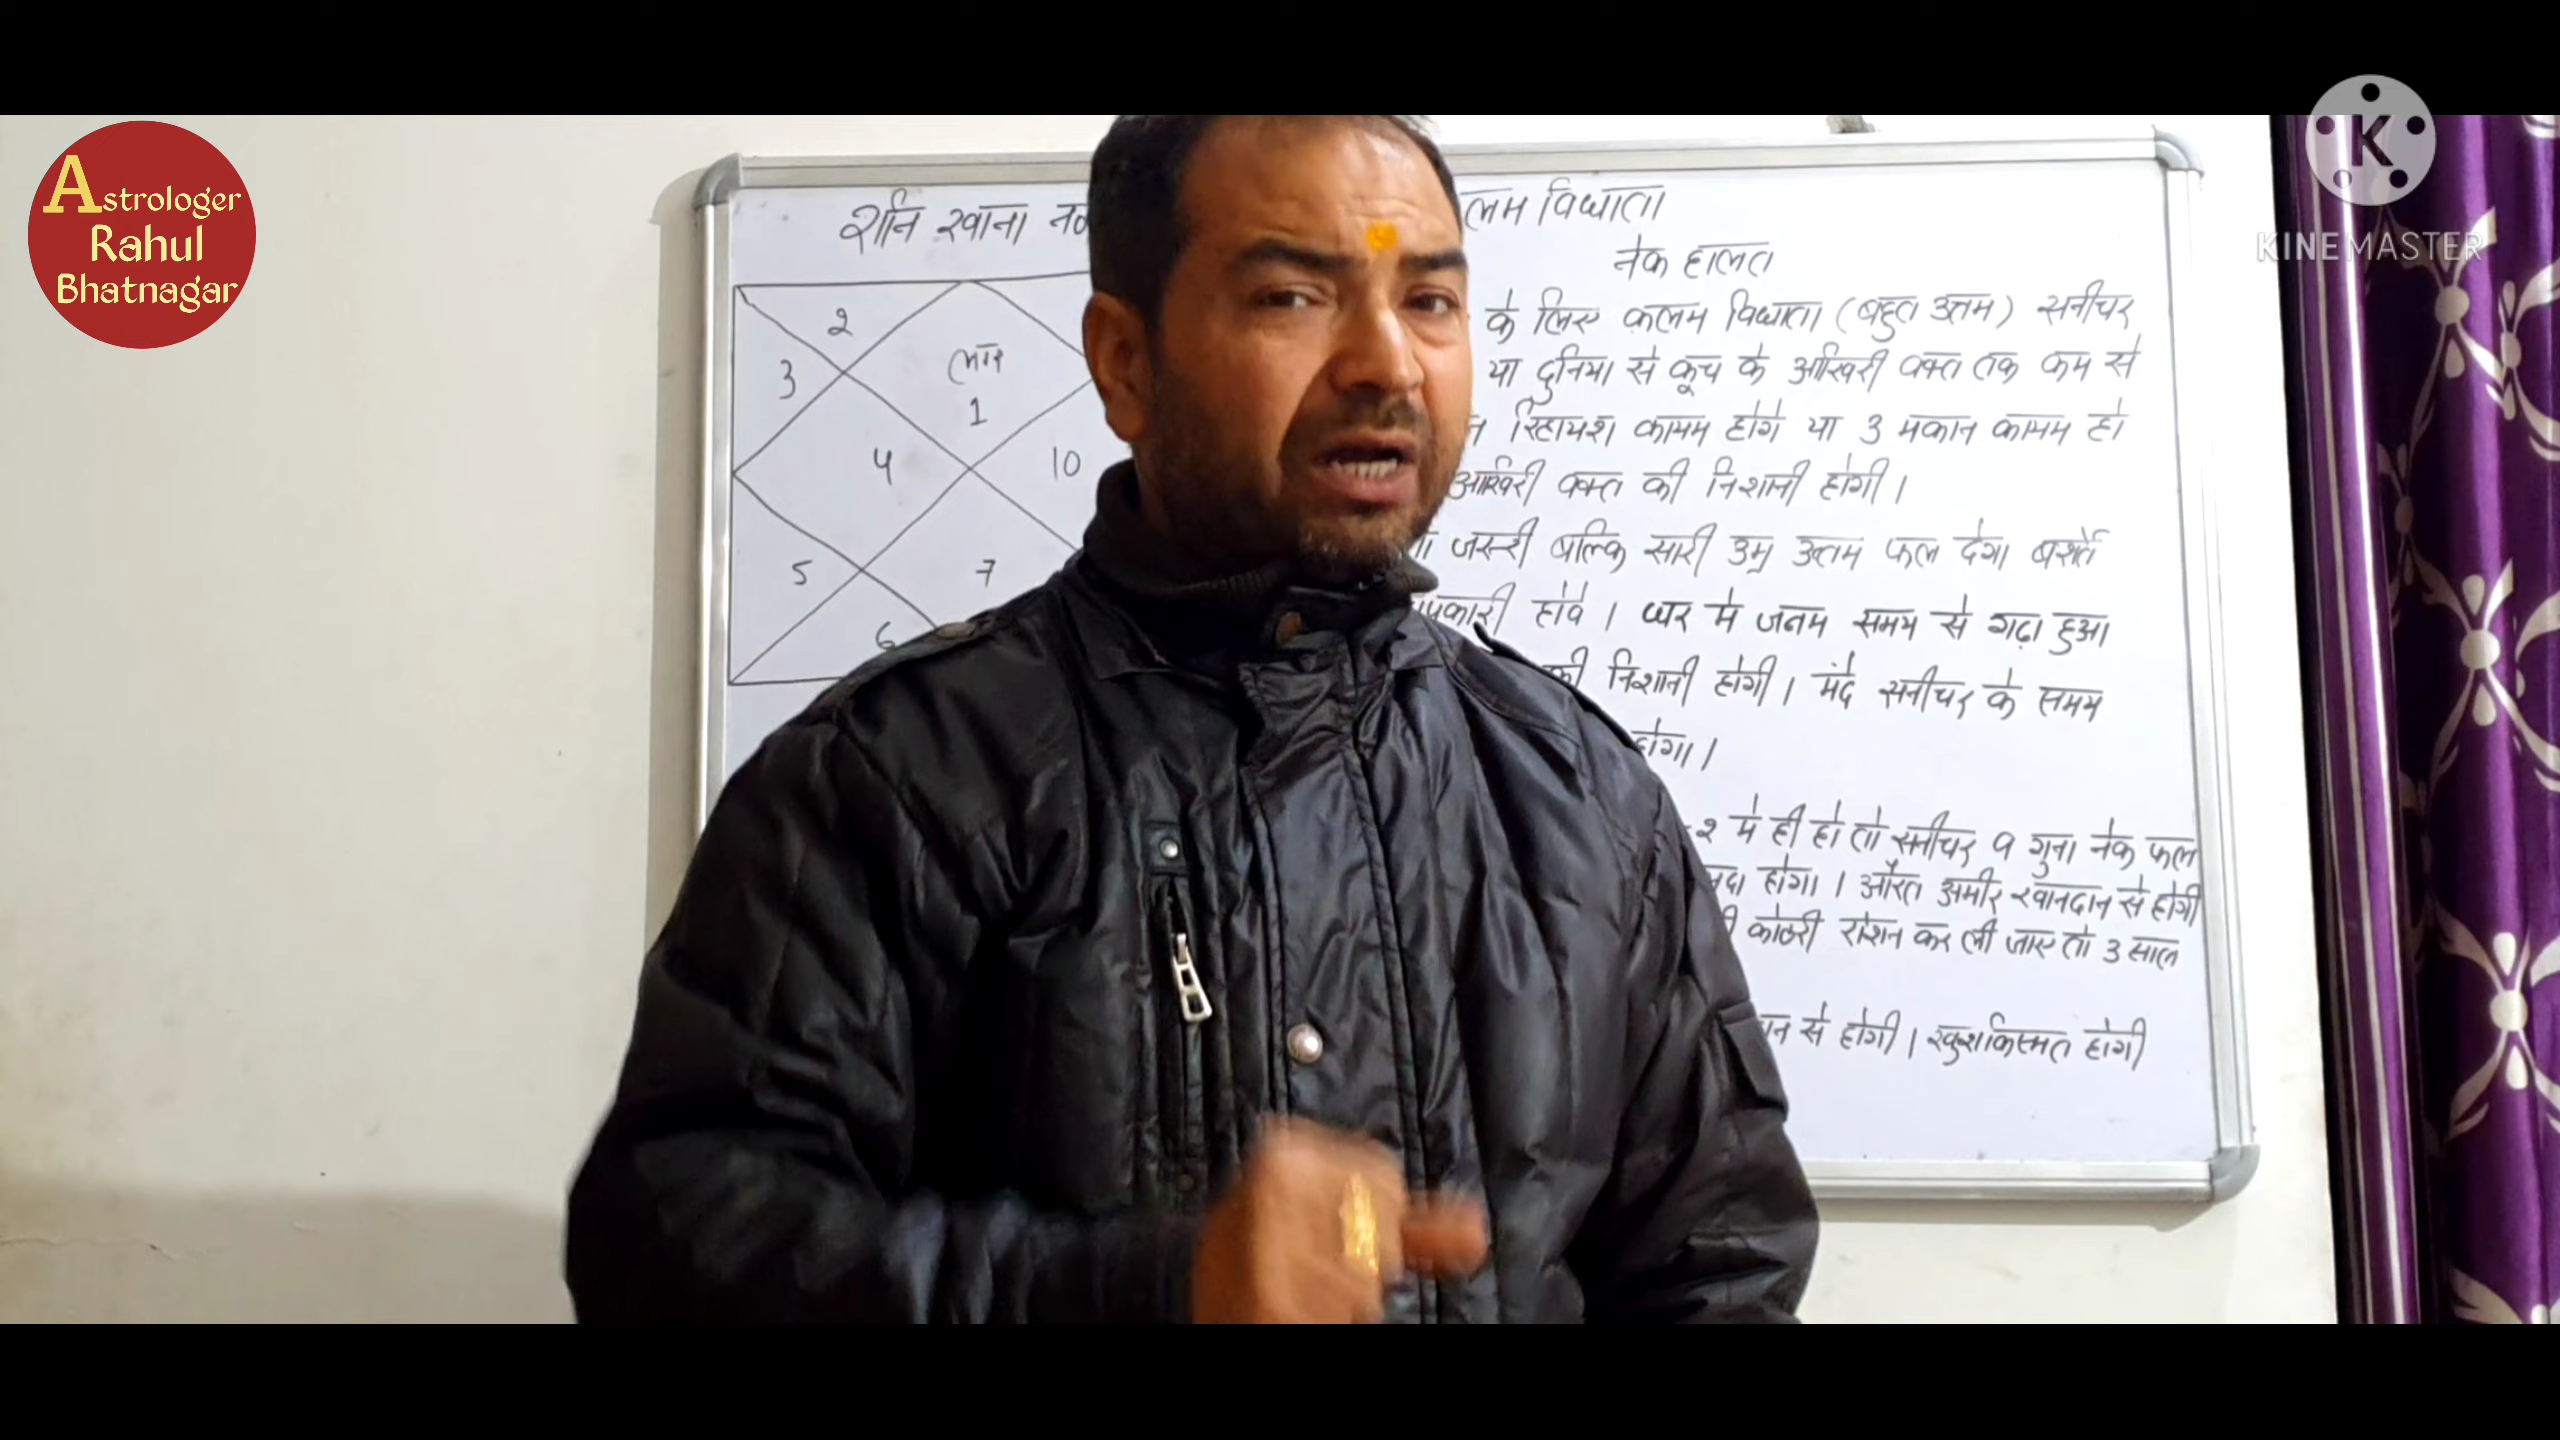 Astrologer
Rahul
Bhatnagar
KINEMASTER
शनि खाना
विधाता
नेक हालत
2
3
लग्न
1
4
10
5
7
6
के लिए कलम विधाता (बहुत उत्तम) सनीचर
या दुनिया से कूच के आखिरी वक्त तक कम से
रिहायश कायम होंगे या 3 मकान कायम हो
आखिरी वक्त की निशानी होगी।
जरूरी बल्कि सारी उम्र उत्तम फल देगा बशर्ते
होवे। घर में जनम समय से गढ़ा हुआ
की निशानी होगी। मंदे सनीचर के समय
होगा।
२ में ही हो तो सनीचर 9 गुना नेक फल
होगा। औरत अमीर खानदान से होगी
कोठरी रोशन कर ली जाए तो 3 साल
से होगी। खुशकिस्मत होगी